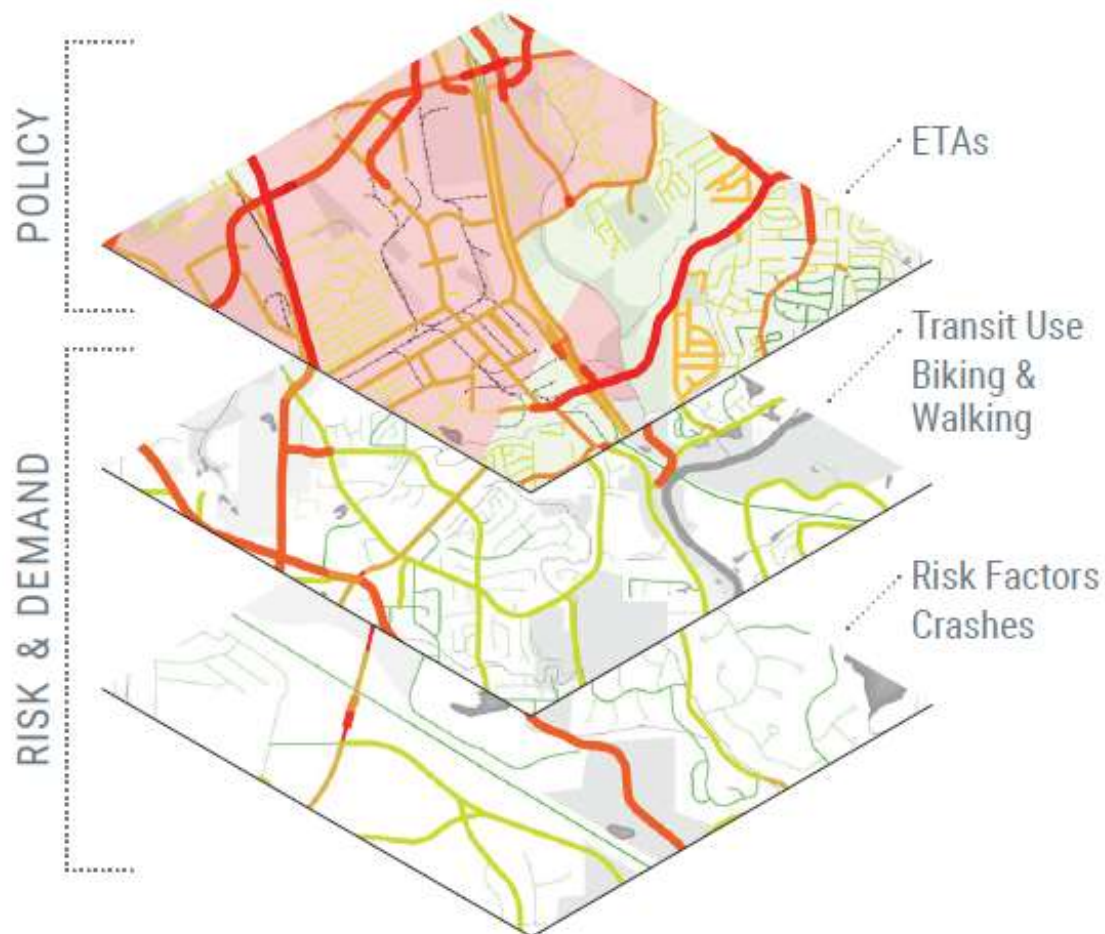 POLICY
ETAs
Transit Use
Biking &
Walking
RISK & DEMAND
Risk Factors
Crashes